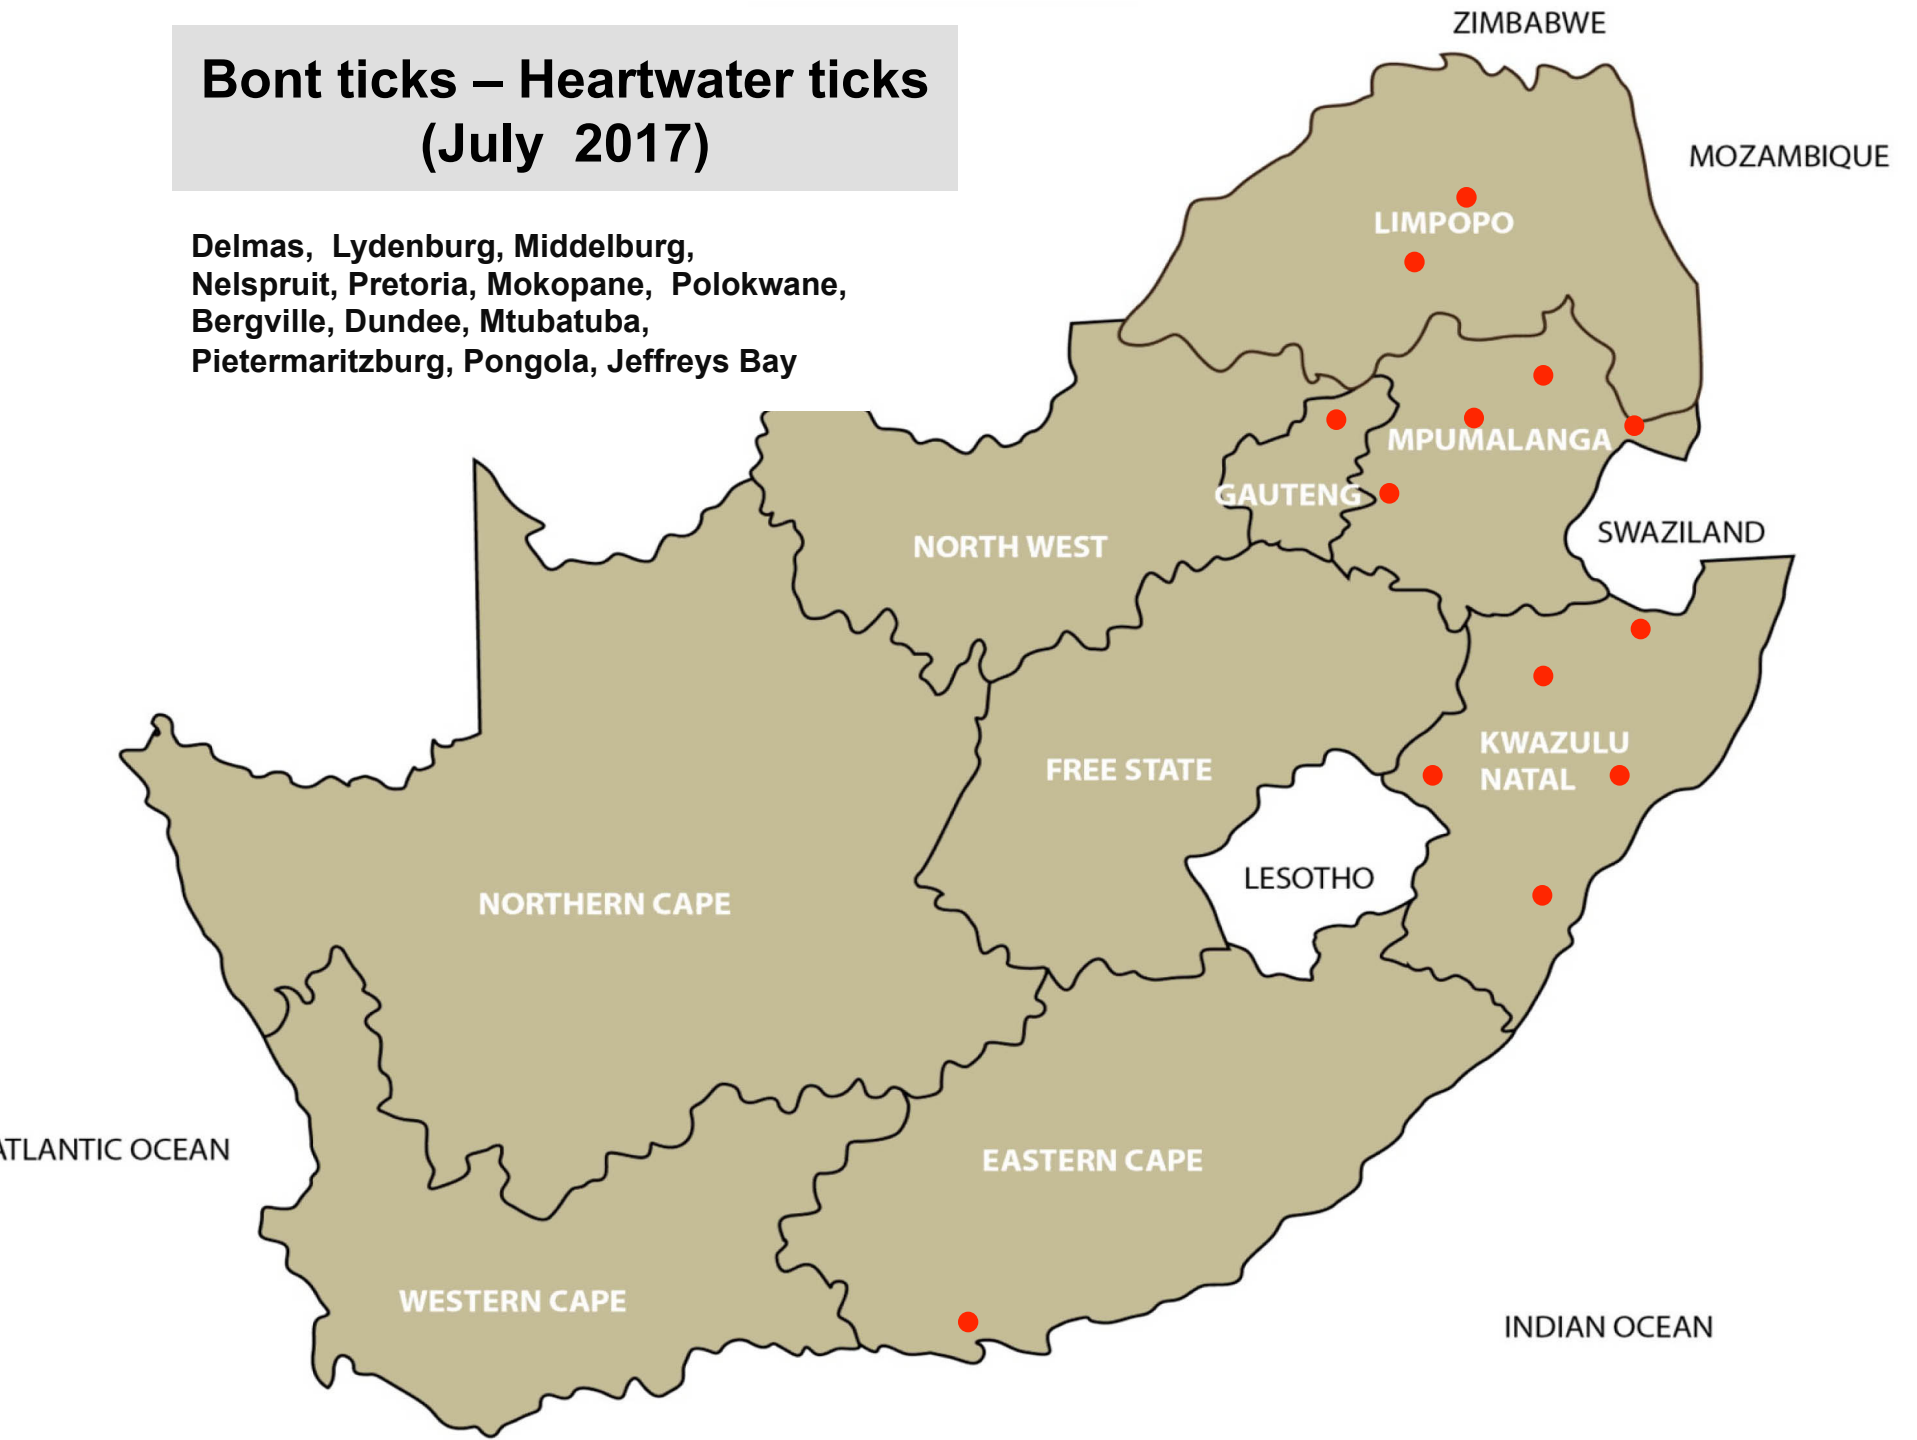 Bont ticks – Heartwater ticks
(July 2017)
Delmas, Lydenburg, Middelburg,
Nelspruit, Pretoria, Mokopane, Polokwane,
Bergville, Dundee, Mtubatuba,
Pietermaritzburg, Pongola, Jeffreys Bay
ZIMBABWE
MOZAMBIQUE
LIMPOPO
MPUMALANGA
GAUTENG
SWAZILAND
NORTH WEST
KWAZULU
NATAL
FREE STATE
LESOTHO
NORTHERN CAPE
ATLANTIC OCEAN
EASTERN CAPE
WESTERN CAPE
INDIAN OCEAN